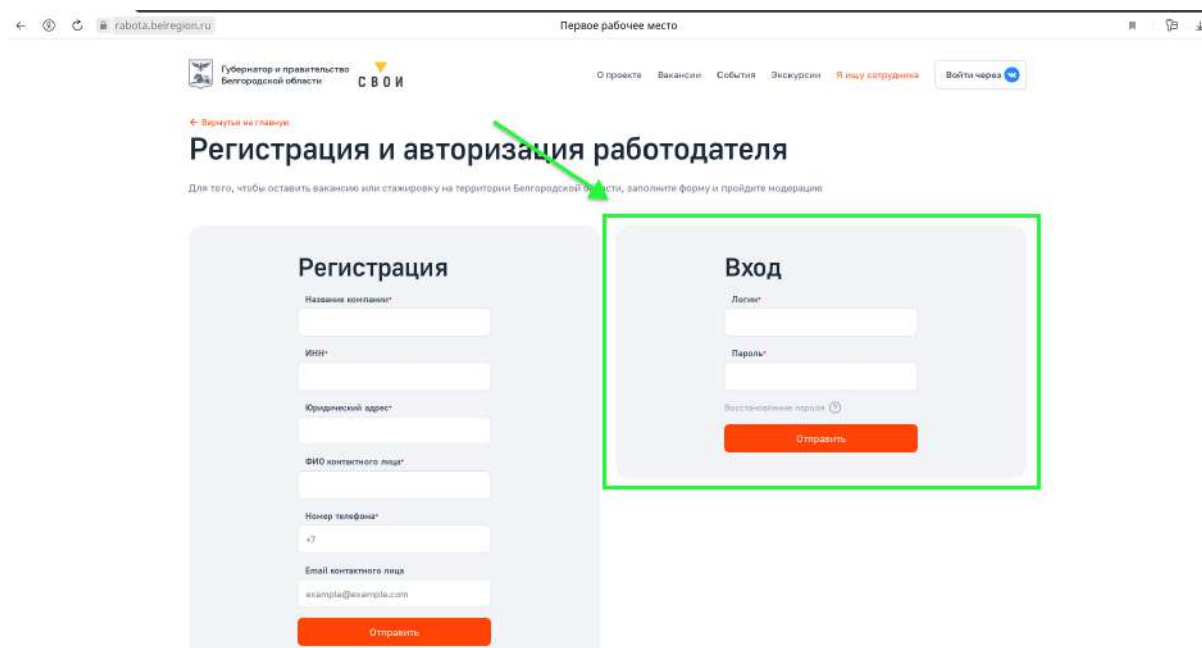 rabota.belregion.ru
Первое рабочее место
Губернатор и правительство
Белгородской области
СВОИ
О проекте Вакансии События Экскурсии Я ищу сотрудника Войти через
← Вернуться на главную
Регистрация и авторизация работодателя
Для того, чтобы оставить вакансию или стажировку на территории Белгородской области, заполните форму и пройдите модерацию
Регистрация
Название компании*
ИНН*
Юридический адрес*
ФИО контактного лица*
Номер телефона*
+7
Email контактного лица
example@example.com
Отправить
Вход
Логин*
Пароль*
Восстановление пароля ?
Отправить